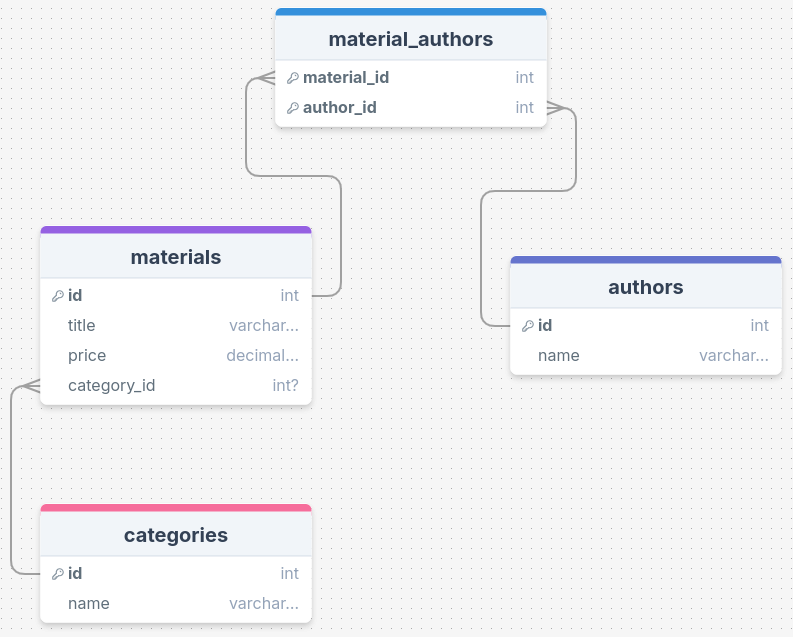 material_authors
material_id int
author_id int
materials
id int
title varchar...
price decimal...
category_id int?
authors
id int
name varchar...
categories
id int
name varchar...